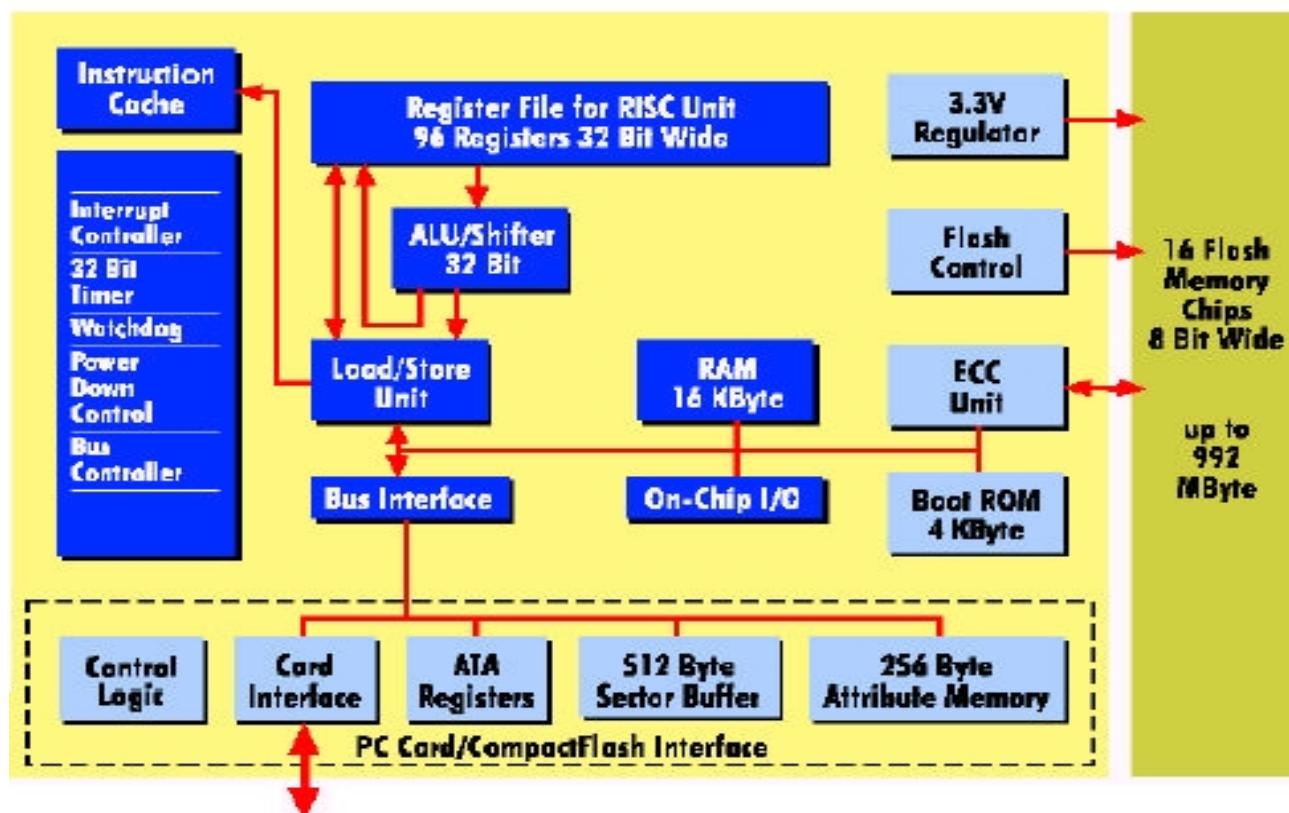 Instruction
Cache
Register File for RISC Unit
96 Registers 32 Bit Wide
3.3V
Regulator
Interrupt
Controller
32 Bit
Timer
Watchdog
Power
Down
Control
Bus
Controller
ALU/Shifter
32 Bit
Flash
Control
16 Flash
Memory
Chips
8 Bit Wide
up to
992
MByte
Load/Store
Unit
RAM
16 KByte
ECC
Unit
Bus Interface
On-Chip I/O
Boot ROM
4 KByte
Control
Logic
Card
Interface
ATA
Registers
512 Byte
Sector Buffer
256 Byte
Attribute Memory
PC Card/CompactFlash Interface